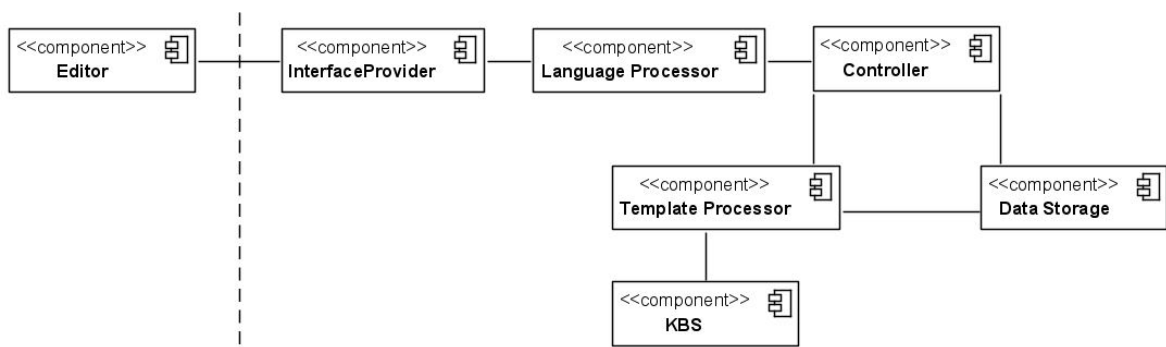 <<component>>
Editor
<<component>>
InterfaceProvider
<<component>>
Language Processor
<<component>>
Controller
<<component>>
Template Processor
<<component>>
Data Storage
<<component>>
KBS